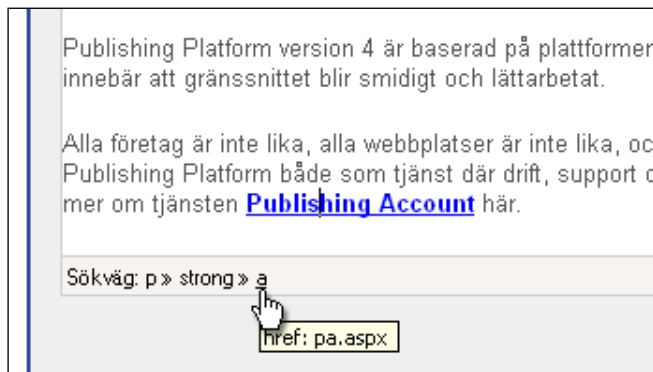 Publishing Platform version 4 är baserad på plattformen
innebär att gränssnittet blir smidigt och lättarbetat.
Alla företag är inte lika, alla webbplatser är inte lika, oc
Publishing Platform både som tjänst där drift, support o
mer om tjänsten Publishing Account här.
Sökväg: p » strong » a
href: pa.aspx